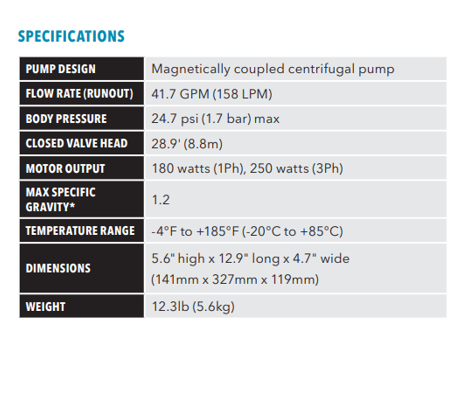 SPECIFICATIONS
PUMP DESIGN Magnetically coupled centrifugal pump
FLOW RATE (RUNOUT) 41.7 GPM (158 LPM)
BODY PRESSURE 24.7 psi (1.7 bar) max
CLOSED VALVE HEAD 28.9' (8.8m)
MOTOR OUTPUT 180 watts (1Ph), 250 watts (3Ph)
MAX SPECIFIC
GRAVITY* 1.2
TEMPERATURE RANGE -4°F to +185°F (-20°C to +85°C)
DIMENSIONS 5.6" high x 12.9" long x 4.7" wide
(141mm x 327mm x 119mm)
WEIGHT 12.3lb (5.6kg)